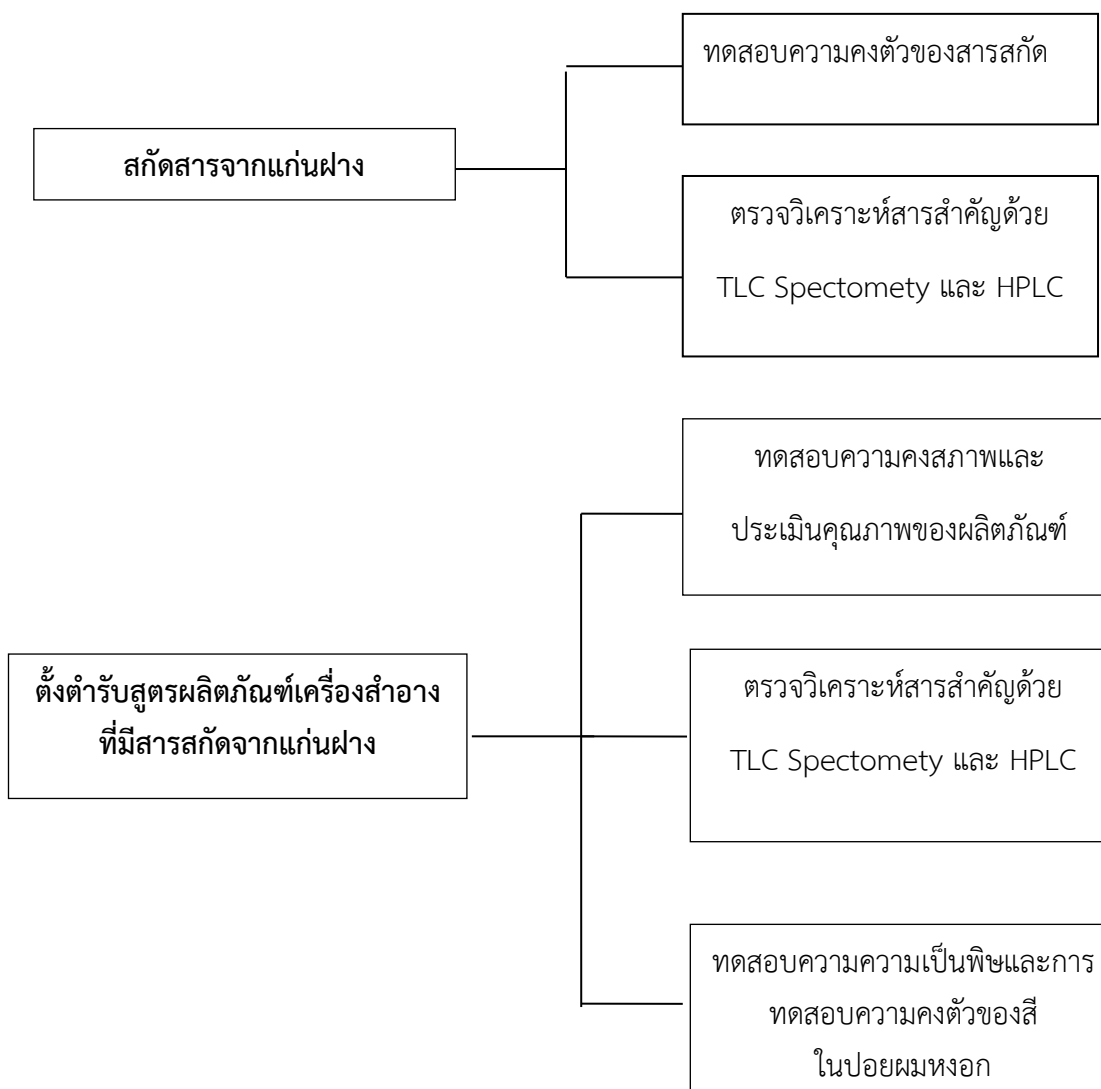 ทดสอบความคงตัวของสารสกัด
สกัดสารจากแก่นฝาง
ตรวจวิเคราะห์สารสำคัญด้วย
TLC Spectomety และ HPLC
ทดสอบความคงสภาพและ
ประเมินคุณภาพของผลิตภัณฑ์
ตั้งตำรับสูตรผลิตภัณฑ์เครื่องสำอาง
ที่มีสารสกัดจากแก่นฝาง
ตรวจวิเคราะห์สารสำคัญด้วย
TLC Spectomety และ HPLC
ทดสอบความความเป็นพิษและการ
ทดสอบความคงตัวของสี
ในปอยผมหงอก